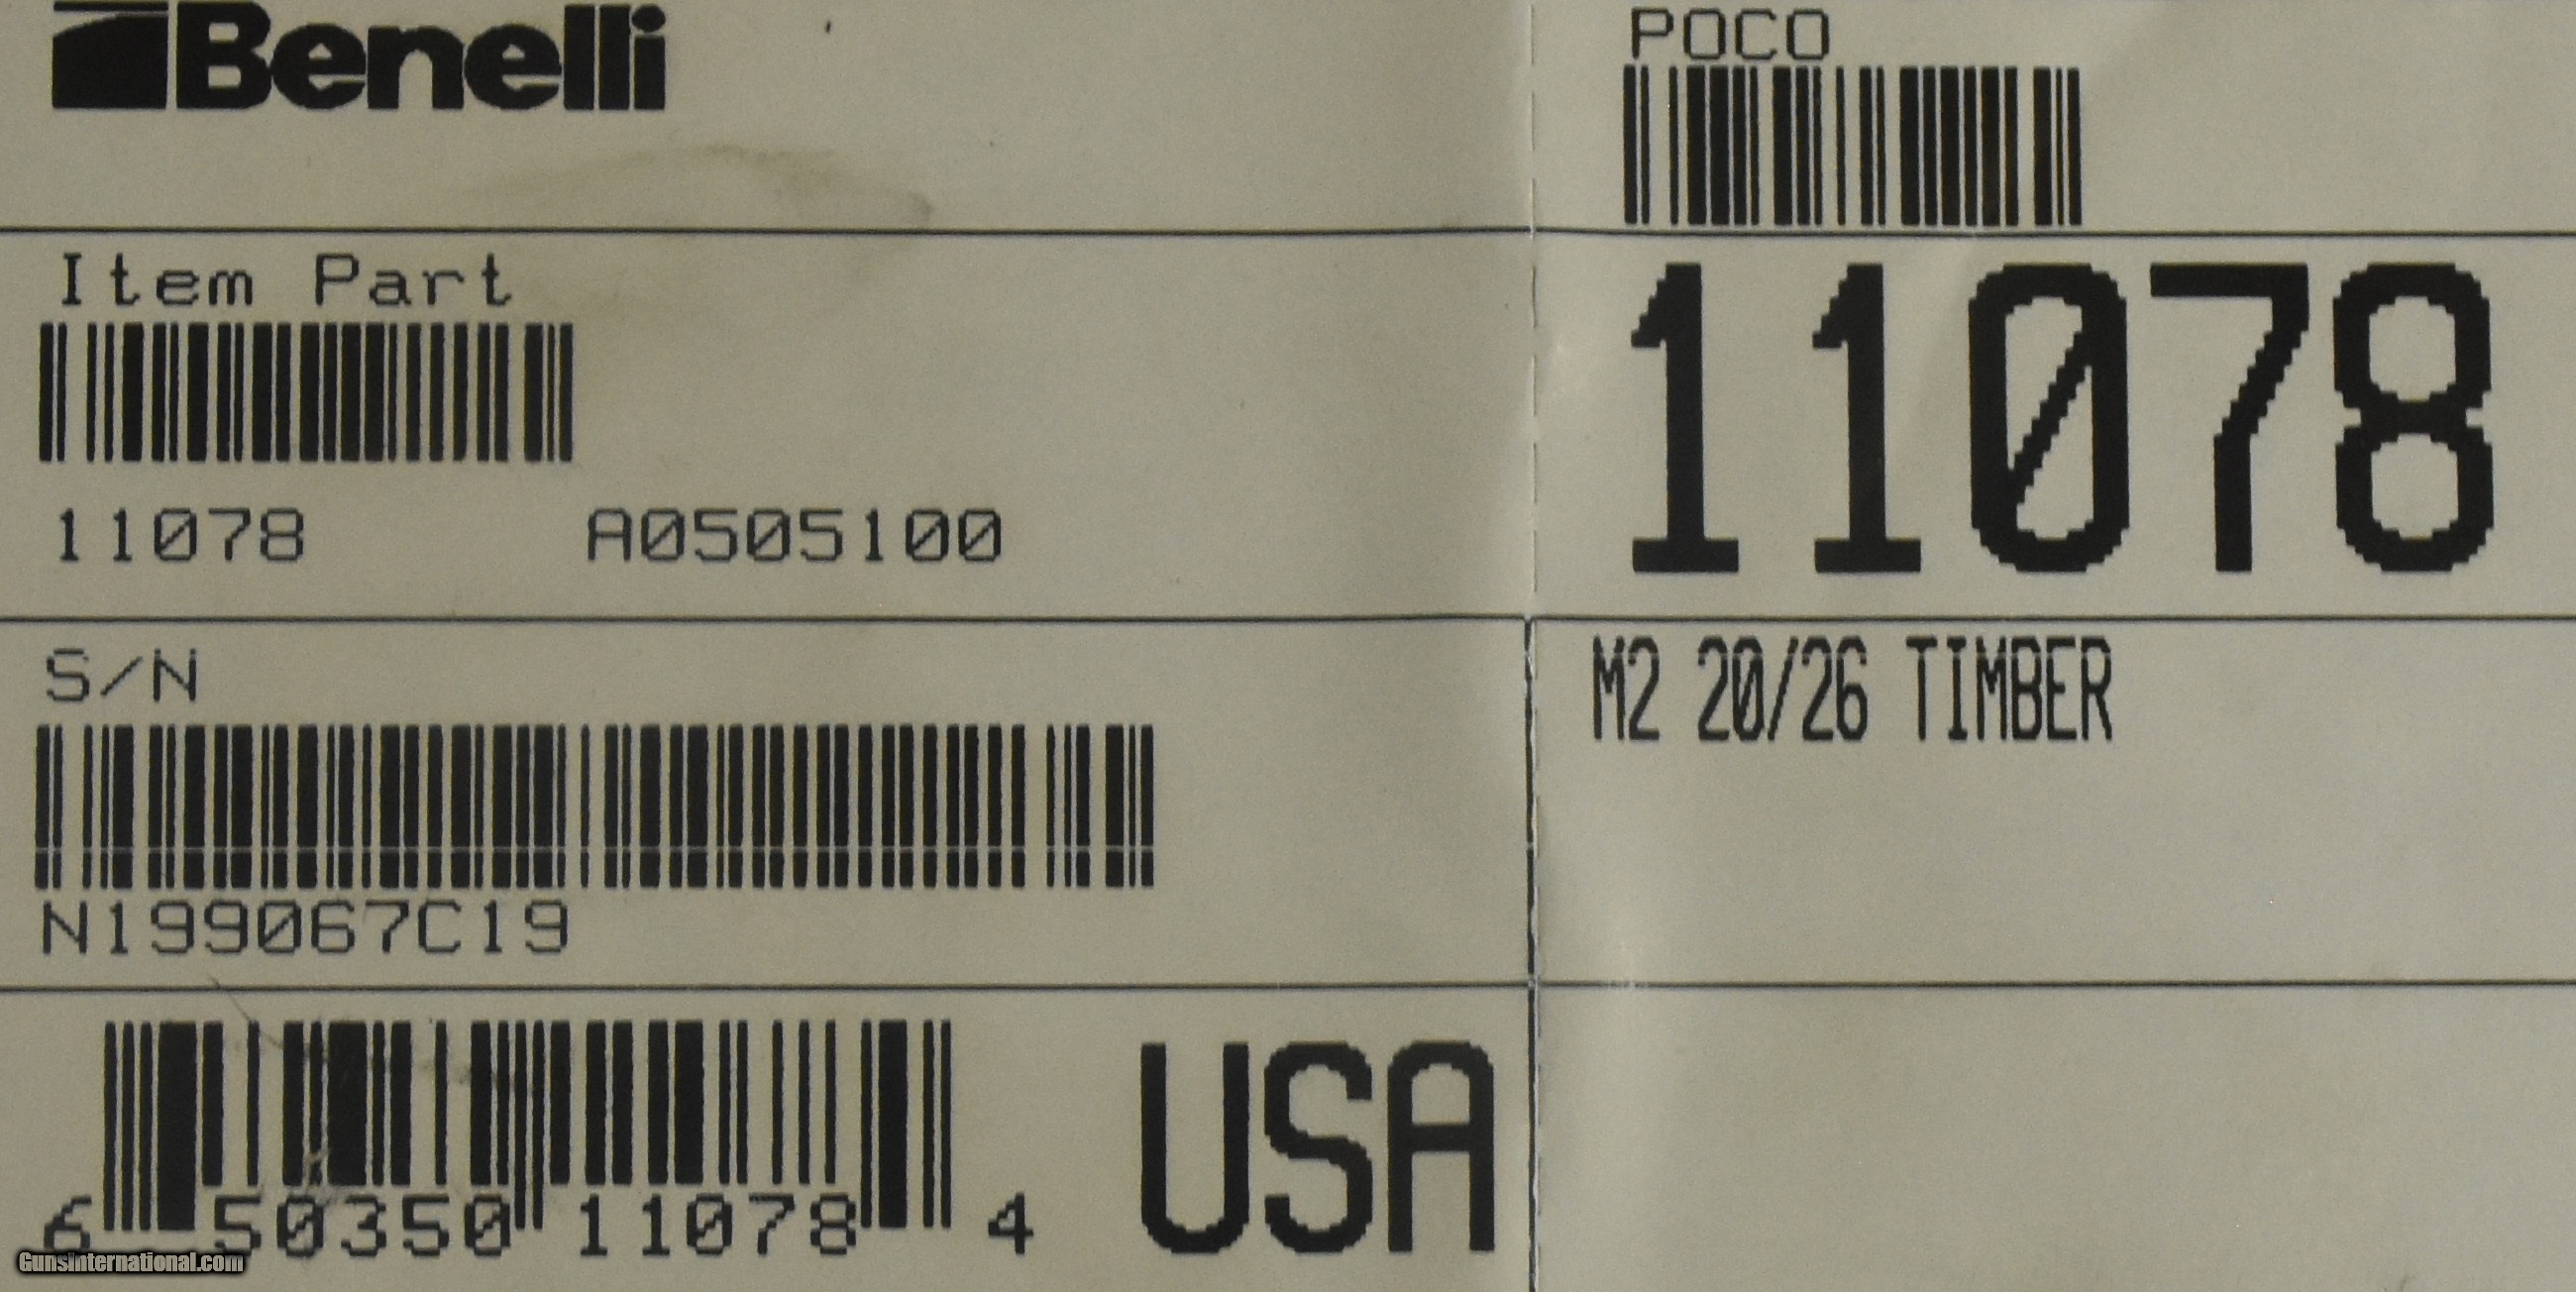 Benelli
POCO
Item Part
11078 A0505100
11078
S/N
N199067C19
M2 20/26 TIMBER
6 50350 11078 4
USA
GunsInternational.com